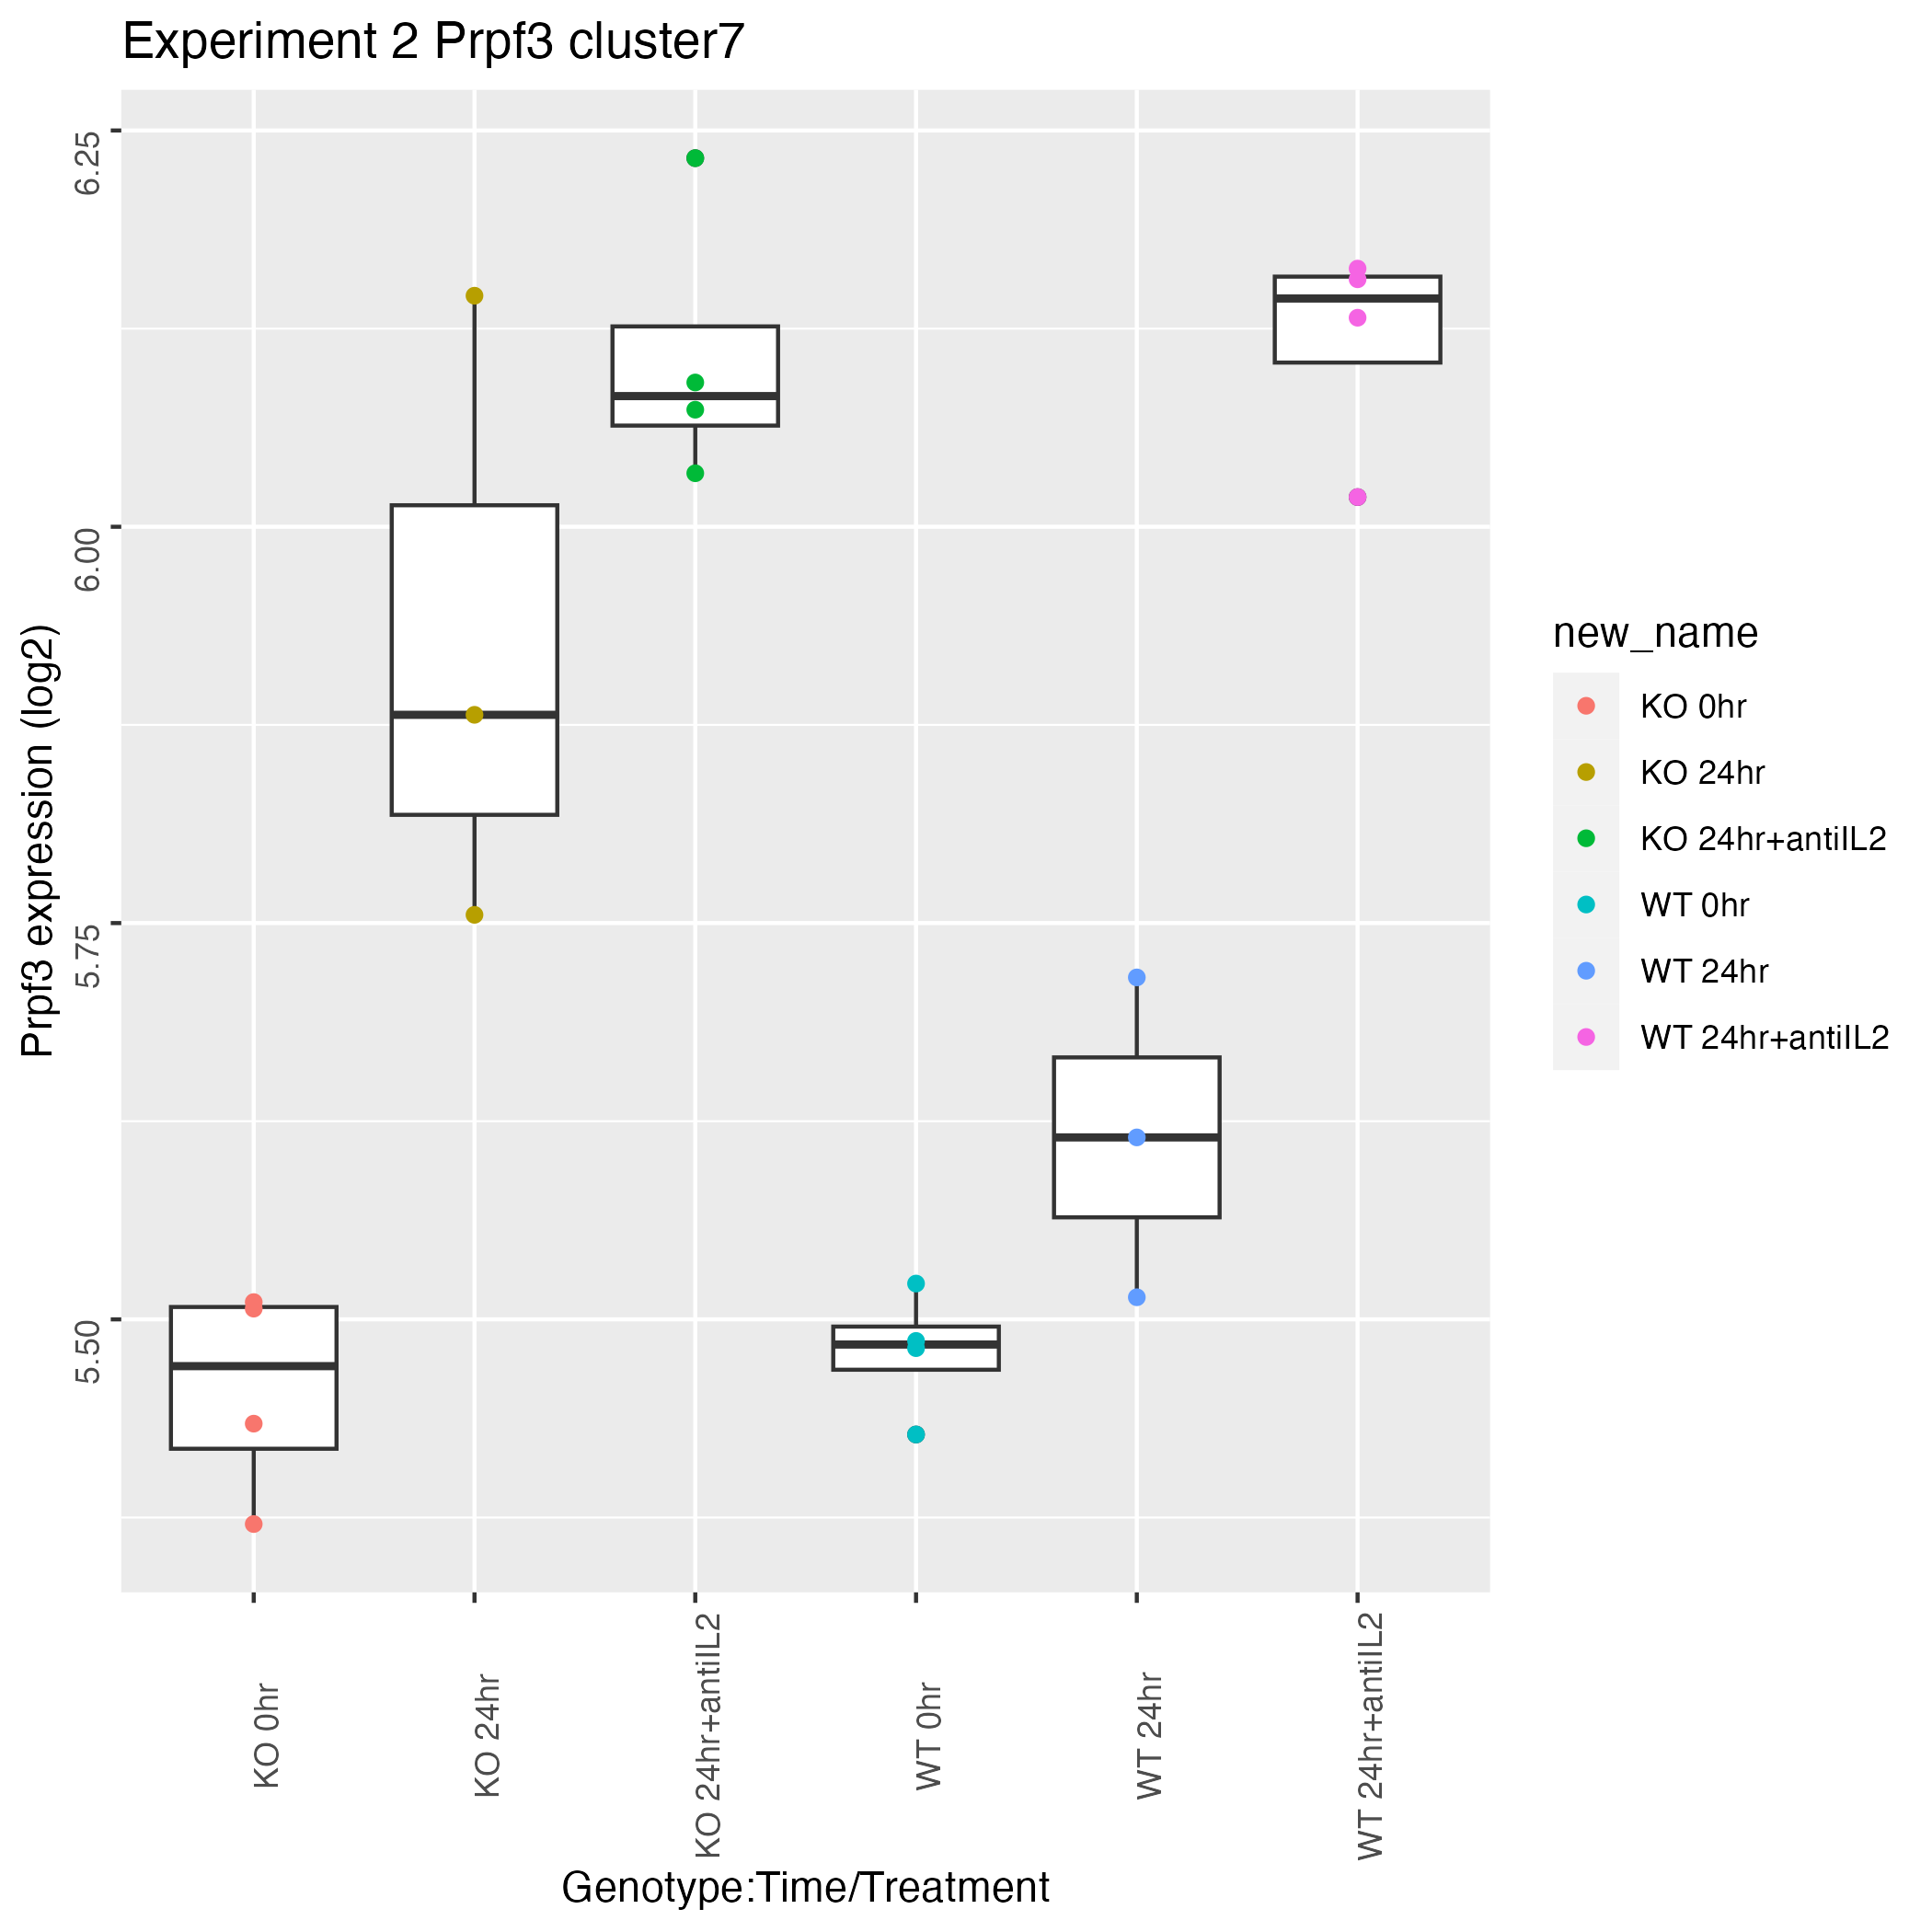 Experiment 2 Prpf3 cluster7
Prpf3 expression (log2)
6.25
6.00
5.75
5.50
KO 0hr
KO 24hr
KO 24hr+antiIL2
WT 0hr
WT 24hr
WT 24hr+antiIL2
Genotype:Time/Treatment
new_name
KO 0hr
KO 24hr
KO 24hr+antiIL2
WT 0hr
WT 24hr
WT 24hr+antiIL2